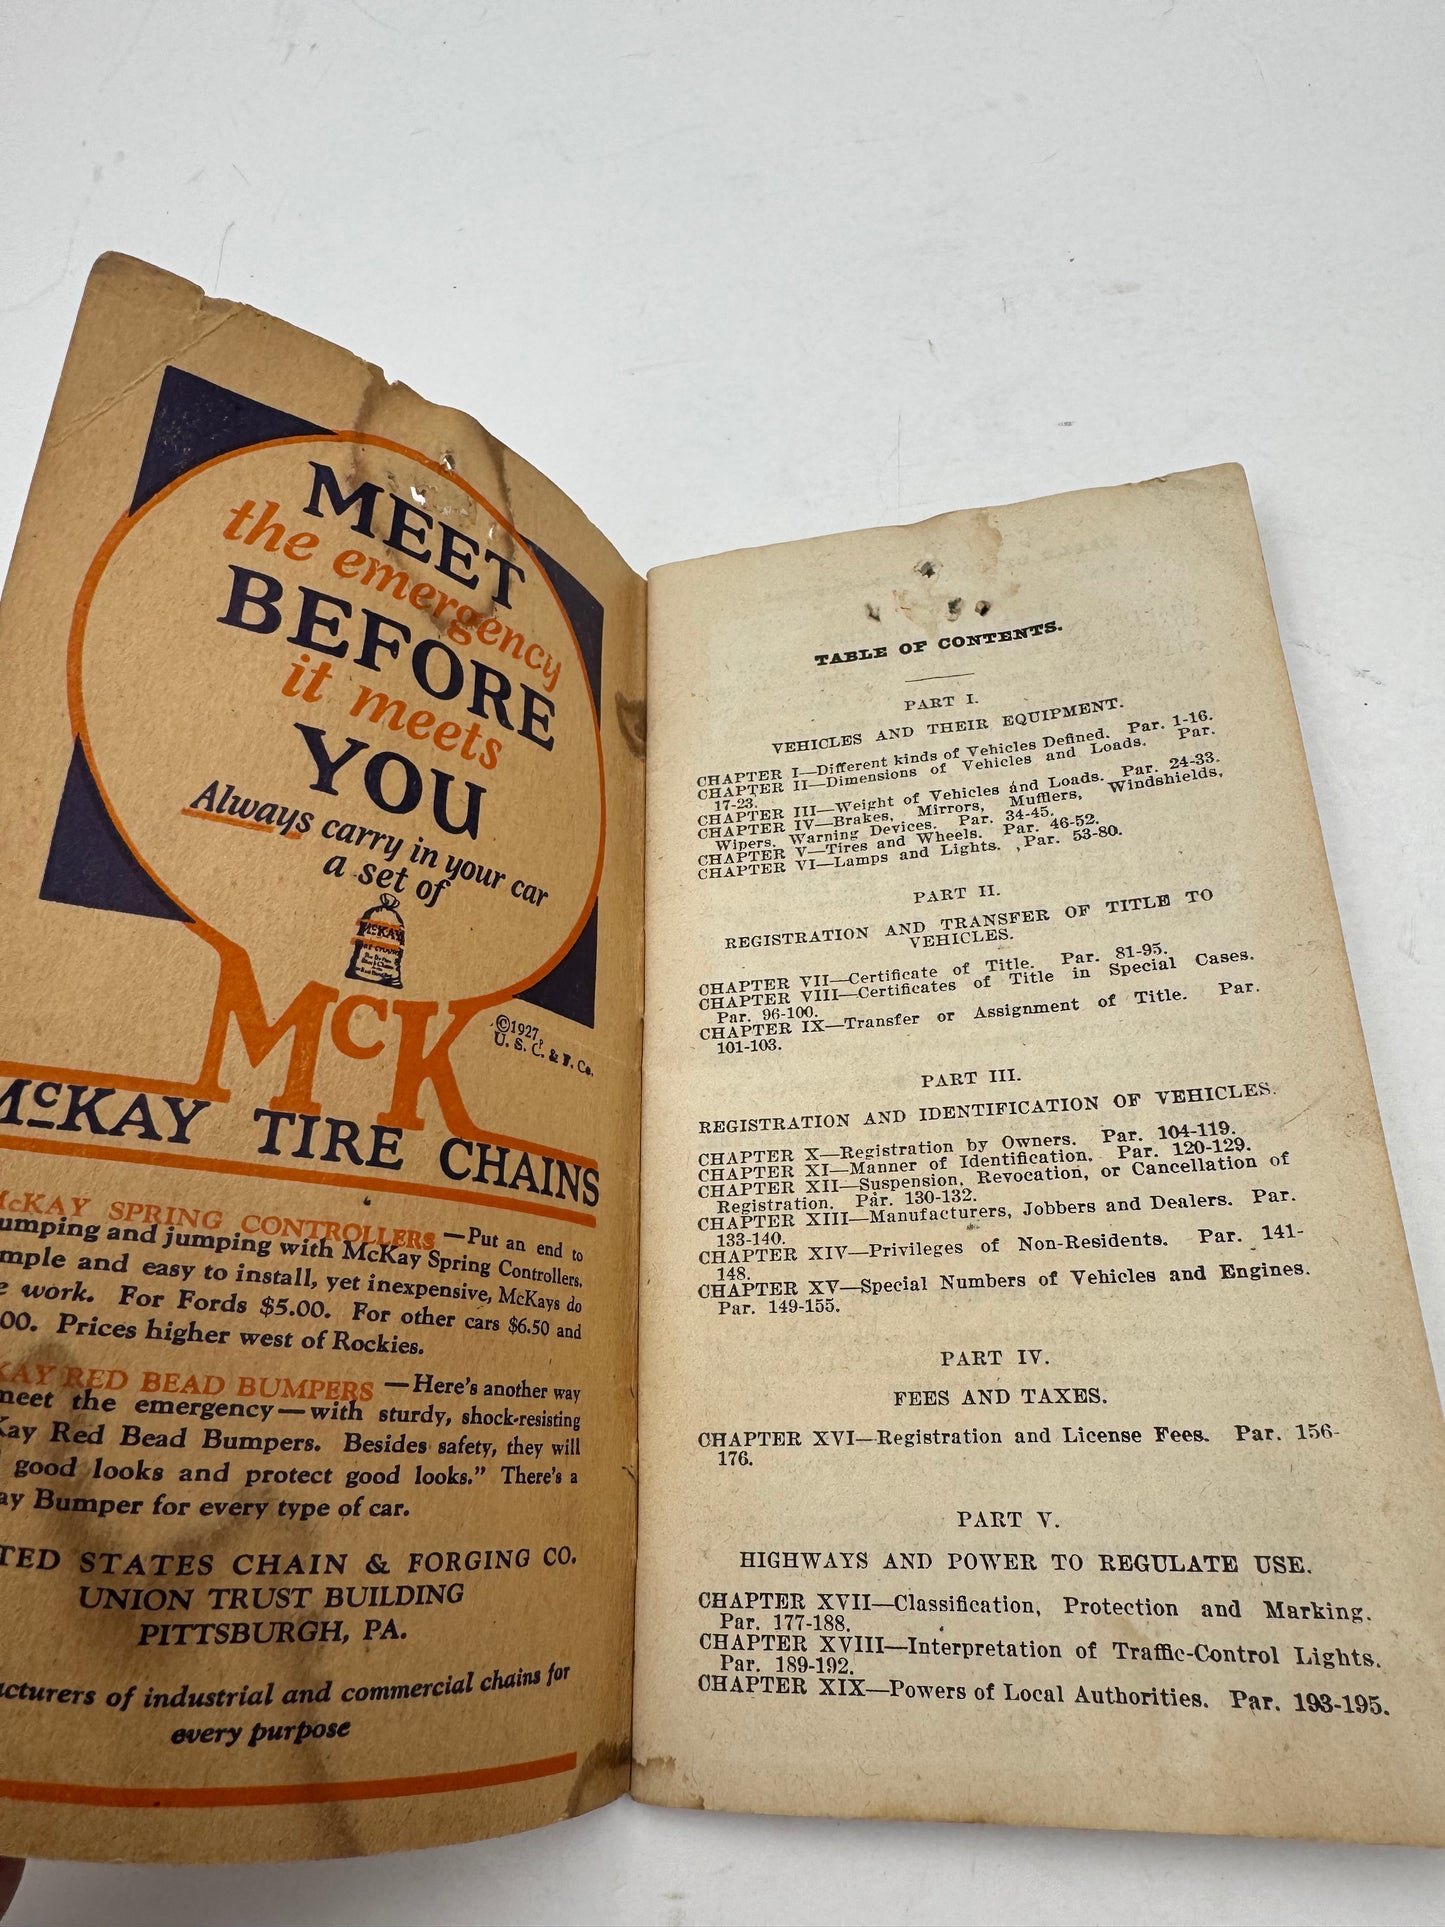 MEET
the emergency
BEFORE
it meets
YOU
Always carry in your car
a set of
McKAY
McK
©1927,
U. S. C. & F. Co.
McKAY TIRE CHAINS
McKAY SPRING CONTROLLERS—Put an end to
umping and jumping with McKay Spring Controllers.
mple and easy to install, yet inexpensive, McKays do
e work. For Fords $5.00. For other cars $6.50 and
00. Prices higher west of Rockies.
KAY RED BEAD BUMPERS—Here's another way
meet the emergency—with sturdy, shock-resisting
Kay Red Bead Bumpers. Besides safety, they will
good looks and protect good looks." There's a
ay Bumper for every type of car.
TED STATES CHAIN & FORGING CO.
UNION TRUST BUILDING
PITTSBURGH, PA.
acturers of industrial and commercial chains for
every purpose
TABLE OF CONTENTS.
PART I.
VEHICLES AND THEIR EQUIPMENT.
CHAPTER I—Different kinds of Vehicles Defined. Par. 1-16.
CHAPTER II—Dimensions of Vehicles and Loads. Par.
17-23.
CHAPTER III—Weight of Vehicles and Loads. Par. 24-33.
CHAPTER IV—Brakes, Mirrors, Mufflers, Windshields,
Wipers, Warning Devices. Par. 34-45.
CHAPTER V—Tires and Wheels. Par. 46-52.
CHAPTER VI—Lamps and Lights. Par. 53-80.
PART II.
REGISTRATION AND TRANSFER OF TITLE TO
VEHICLES.
CHAPTER VII—Certificate of Title. Par. 81-95.
CHAPTER VIII—Certificates of Title in Special Cases.
Par. 96-100.
CHAPTER IX—Transfer or Assignment of Title. Par.
101-103.
PART III.
REGISTRATION AND IDENTIFICATION OF VEHICLES.
CHAPTER X—Registration by Owners. Par. 104-119.
CHAPTER XI—Manner of Identification. Par. 120-129.
CHAPTER XII—Suspension, Revocation, or Cancellation of
Registration. Par. 130-132.
CHAPTER XIII—Manufacturers, Jobbers and Dealers. Par.
133-140.
CHAPTER XIV—Privileges of Non-Residents. Par. 141-
148.
CHAPTER XV—Special Numbers of Vehicles and Engines.
Par. 149-155.
PART IV.
FEES AND TAXES.
CHAPTER XVI—Registration and License Fees. Par. 156-
176.
PART V.
HIGHWAYS AND POWER TO REGULATE USE.
CHAPTER XVII—Classification, Protection and Marking.
Par. 177-188.
CHAPTER XVIII—Interpretation of Traffic-Control Lights.
Par. 189-192.
CHAPTER XIX—Powers of Local Authorities. Par. 193-195.